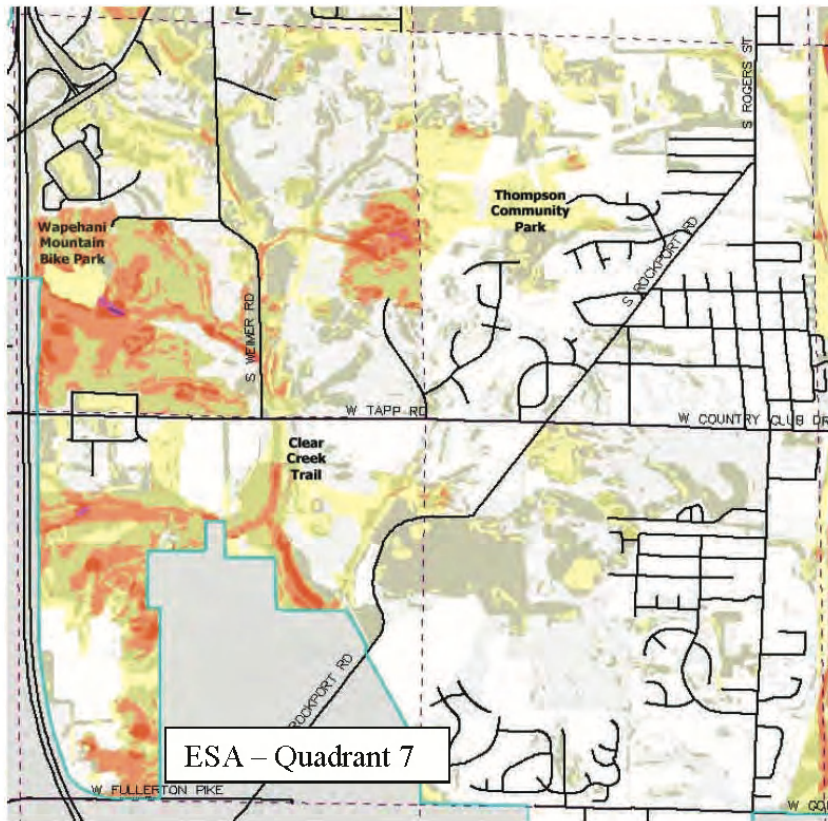 S ROGERS ST
Thompson
Community
Park
Wapehani
Mountain
Bike Park
S ROCKPORT RD
S WEIMER RD
W TAPP RD
W COUNTRY CLUB DR
Clear
Creek
Trail
ROCKPORT RD
ESA – Quadrant 7
W FULLERTON PIKE